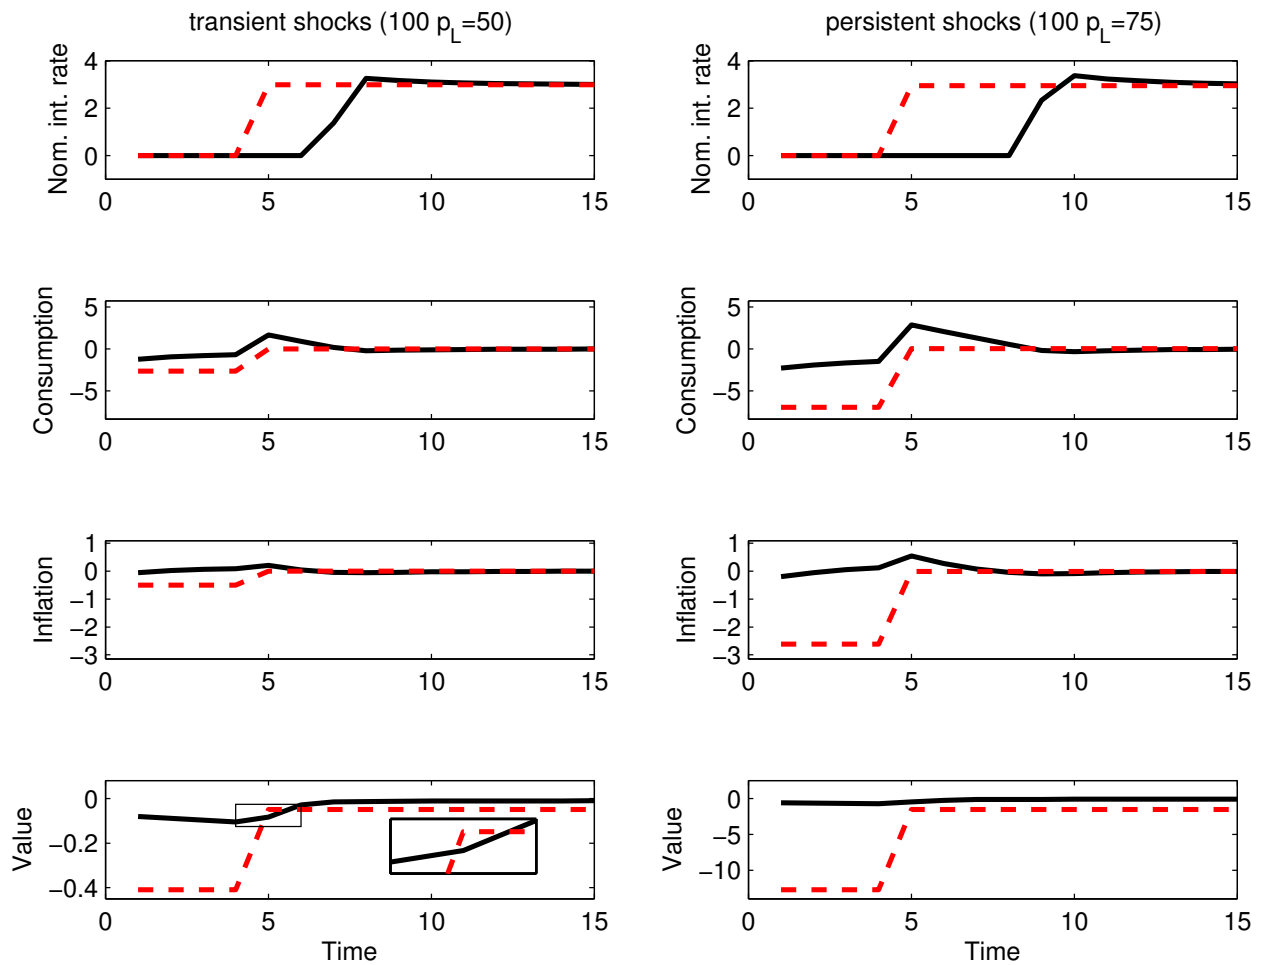 transient shocks (100 p_L=50)
persistent shocks (100 p_L=75)
Nom. int. rate
4
2
0
0 5 10 15
Nom. int. rate
4
2
0
0 5 10 15
Consumption
5
0
−5
0 5 10 15
Consumption
5
0
−5
0 5 10 15
Inflation
1
0
−1
−2
−3
0 5 10 15
Inflation
1
0
−1
−2
−3
0 5 10 15
Value
0
−0.2
−0.4
0 5 10 15
Time
Value
0
−5
−10
0 5 10 15
Time